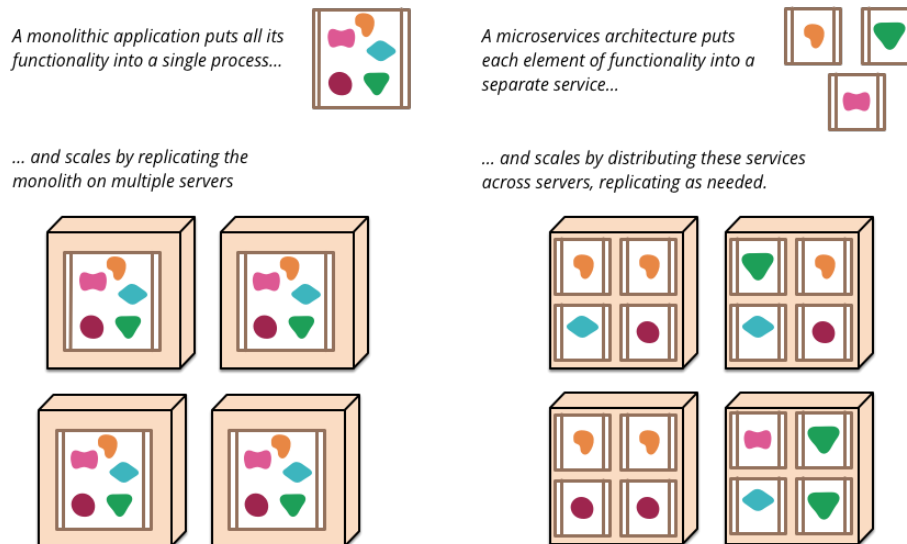 A monolithic application puts all its
functionality into a single process...
... and scales by replicating the
monolith on multiple servers
A microservices architecture puts
each element of functionality into a
separate service...
... and scales by distributing these services
across servers, replicating as needed.